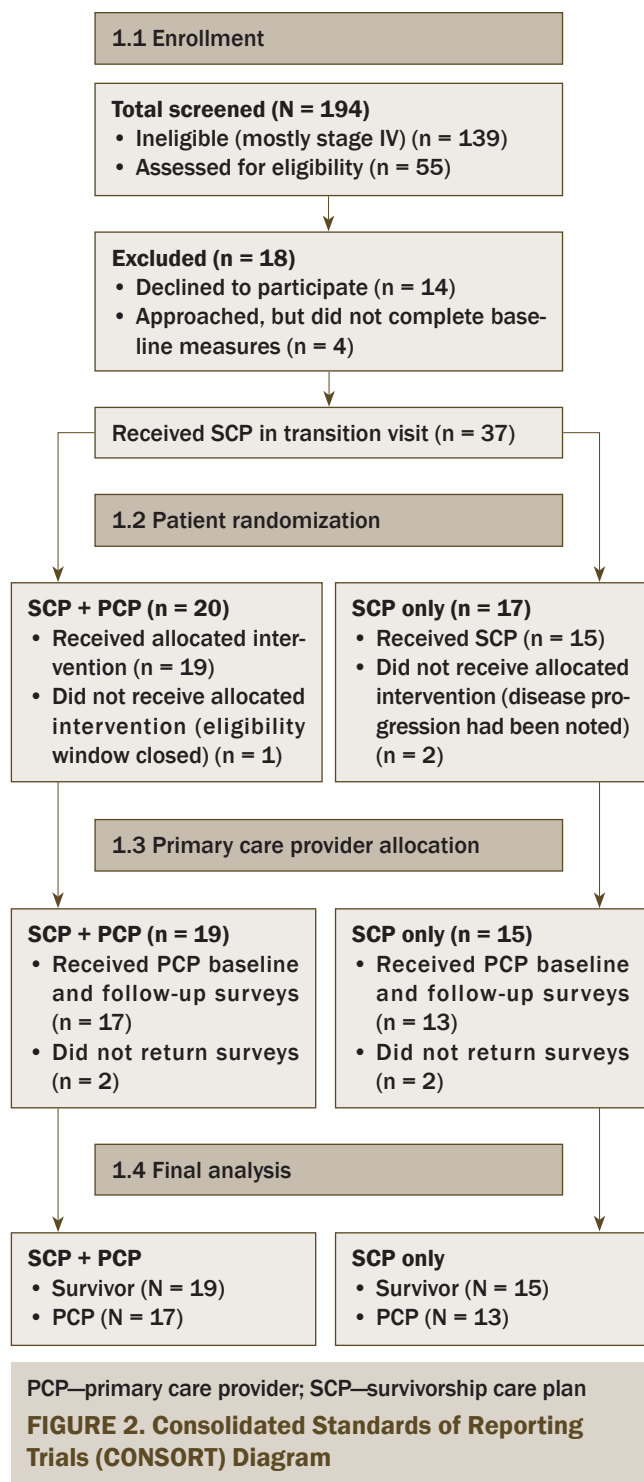 1.1 Enrollment
Total screened (N = 194)
• Ineligible (mostly stage IV) (n = 139)
• Assessed for eligibility (n = 55)
Excluded (n = 18)
• Declined to participate (n = 14)
• Approached, but did not complete base-
line measures (n = 4)
Received SCP in transition visit (n = 37)
1.2 Patient randomization
SCP + PCP (n = 20)
• Received allocated inter-
vention (n = 19)
• Did not receive allocated
intervention (eligibility
window closed) (n = 1)
SCP only (n = 17)
• Received SCP (n = 15)
• Did not receive allocated
intervention (disease pro-
gression had been noted)
(n = 2)
1.3 Primary care provider allocation
SCP + PCP (n = 19)
• Received PCP baseline
and follow-up surveys
(n = 17)
• Did not return surveys
(n = 2)
SCP only (n = 15)
• Received PCP baseline
and follow-up surveys
(n = 13)
• Did not return surveys
(n = 2)
1.4 Final analysis
SCP + PCP
• Survivor (N = 19)
• PCP (N = 17)
SCP only
• Survivor (N = 15)
• PCP (N = 13)
PCP—primary care provider; SCP—survivorship care plan
FIGURE 2. Consolidated Standards of Reporting
Trials (CONSORT) Diagram